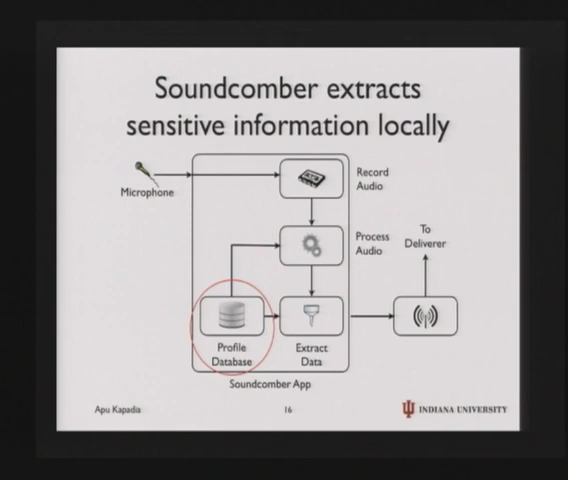 Soundcomber extracts
sensitive information locally
Microphone
Record
Audio
Process
Audio
To
Deliverer
Profile
Database
Extract
Data
Soundcomber App
Apu Kapadia
16
INDIANA UNIVERSITY